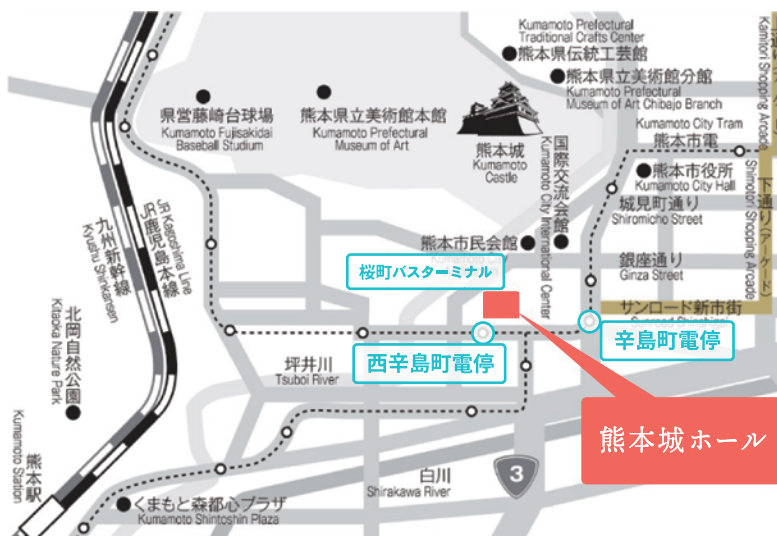 Kumamoto Prefectural
Traditional Crafts Center
熊本県伝統工芸館
熊本県立美術館分館
Kumamoto Prefectural
Museum of Art Chibajo Branch
Kamitori Shopping Arcade
県営藤崎台球場
Kumamoto Fujisakidai
Baseball Studium
熊本県立美術館本館
Kumamoto Prefectural
Museum of Art
熊本城
Kumamoto
Castle
国際交流会館
Kumamoto City International Center
Kumamoto City Tram
熊本市電
熊本市役所
Kumamoto City Hall
城見町通り
Shiromicho Street
下通り(アーケード)
Shimotori Shopping Arcade
銀座通り
Ginza Street
熊本市民会館
桜町バスターミナル
サンロード新市街
西辛島町電停
辛島町電停
熊本城ホール
JR Kagoshima Line
JR鹿児島本線
九州新幹線
Kyushu Shinkansen
北岡自然公園
Kitaoka Nature Park
坪井川
Tsuboi River
白川
Shirakawa River
3
熊本駅
Kumamoto Station
くまもと森都心プラザ
Kumamoto Shintoshin Plaza